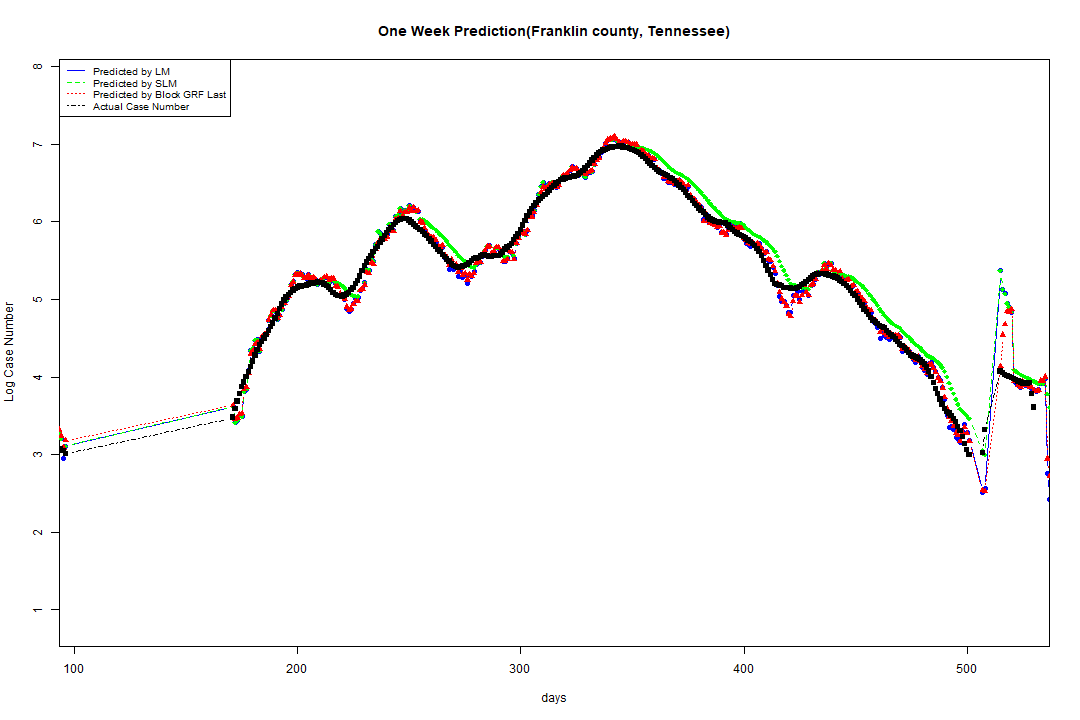 One Week Prediction(Franklin county, Tennessee)
Predicted by LM
Predicted by SLM
Predicted by Block GRF Last
Actual Case Number
8
7
6
5
4
3
2
1
Log Case Number
100 200 300 400 500
days